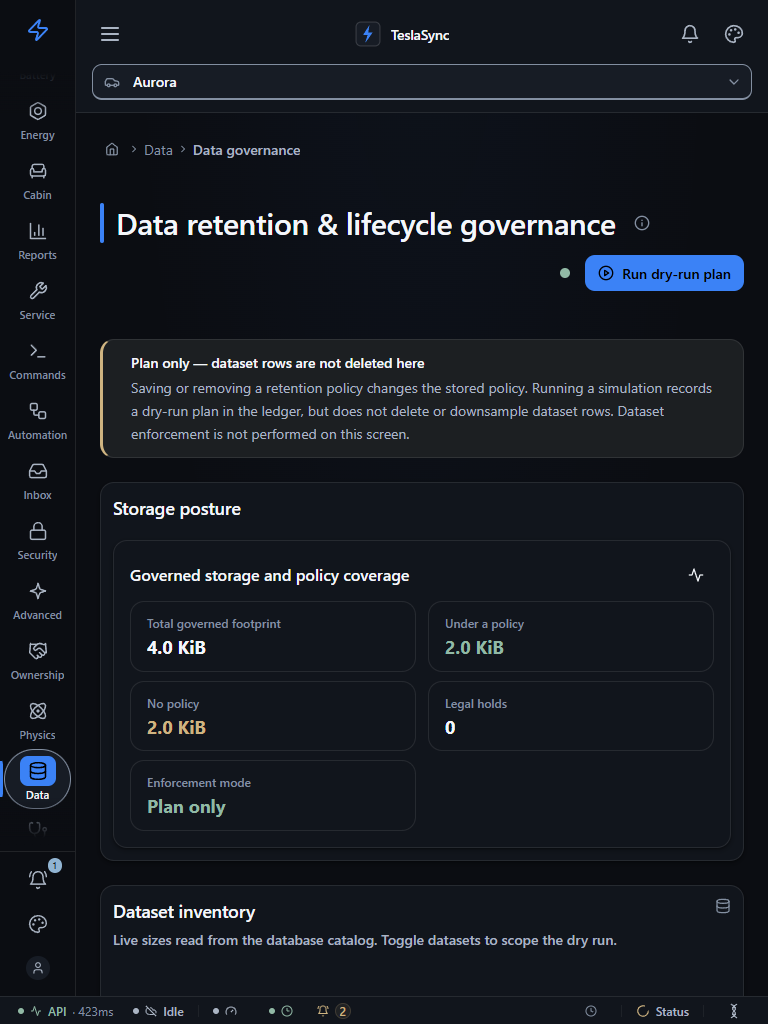 TeslaSync
Aurora
Battery
Energy
Cabin
Reports
Service
Commands
Automation
Inbox
Security
Advanced
Ownership
Physics
Data
1
Data
Data governance
Data retention & lifecycle governance
Run dry-run plan
Plan only — dataset rows are not deleted here
Saving or removing a retention policy changes the stored policy. Running a simulation records
a dry-run plan in the ledger, but does not delete or downsample dataset rows. Dataset
enforcement is not performed on this screen.
Storage posture
Governed storage and policy coverage
Total governed footprint
4.0 KiB
Under a policy
2.0 KiB
No policy
2.0 KiB
Legal holds
0
Enforcement mode
Plan only
Dataset inventory
Live sizes read from the database catalog. Toggle datasets to scope the dry run.
API · 423ms
Idle
2
Status